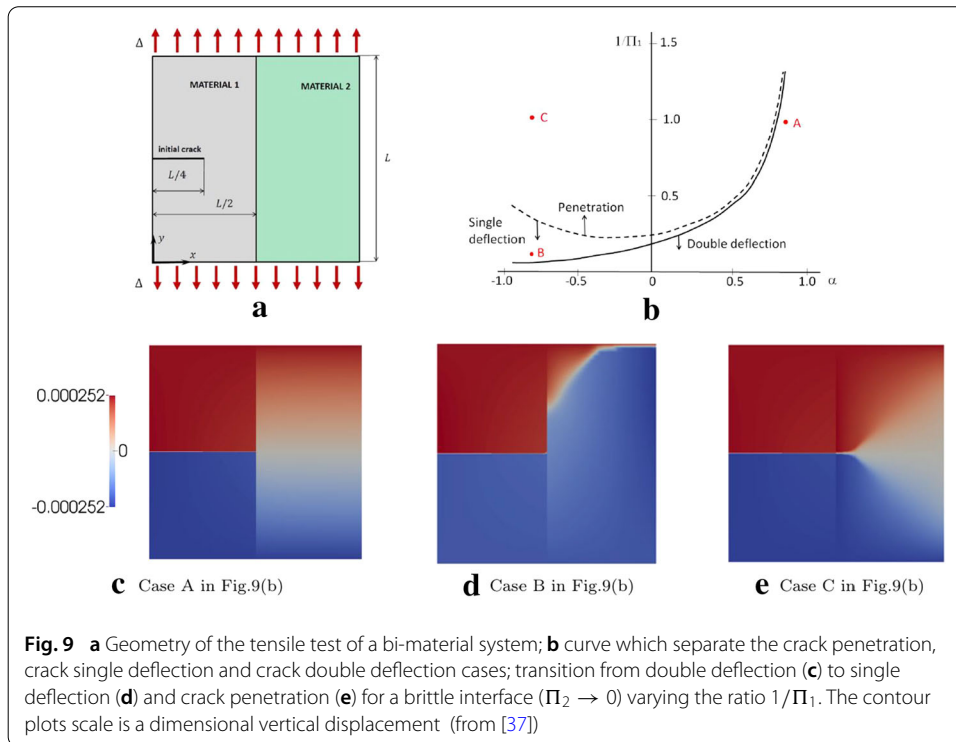 Δ
MATERIAL 1
MATERIAL 2
initial crack
L/4
L/2
L
y
x
Δ
a
1/Π₁
1.5
C
1.0
A
0.5
Penetration
Single
deflection
B
Double deflection
-1.0
-0.5
0
0.5
1.0
α
b
0.000252
0
-0.000252
c Case A in Fig.9(b)
d Case B in Fig.9(b)
e Case C in Fig.9(b)
Fig. 9 a Geometry of the tensile test of a bi-material system; b curve which separate the crack penetration,
crack single deflection and crack double deflection cases; transition from double deflection (c) to single
deflection (d) and crack penetration (e) for a brittle interface (Π₂ → 0) varying the ratio 1/Π₁. The contour
plots scale is a dimensional vertical displacement (from [37])